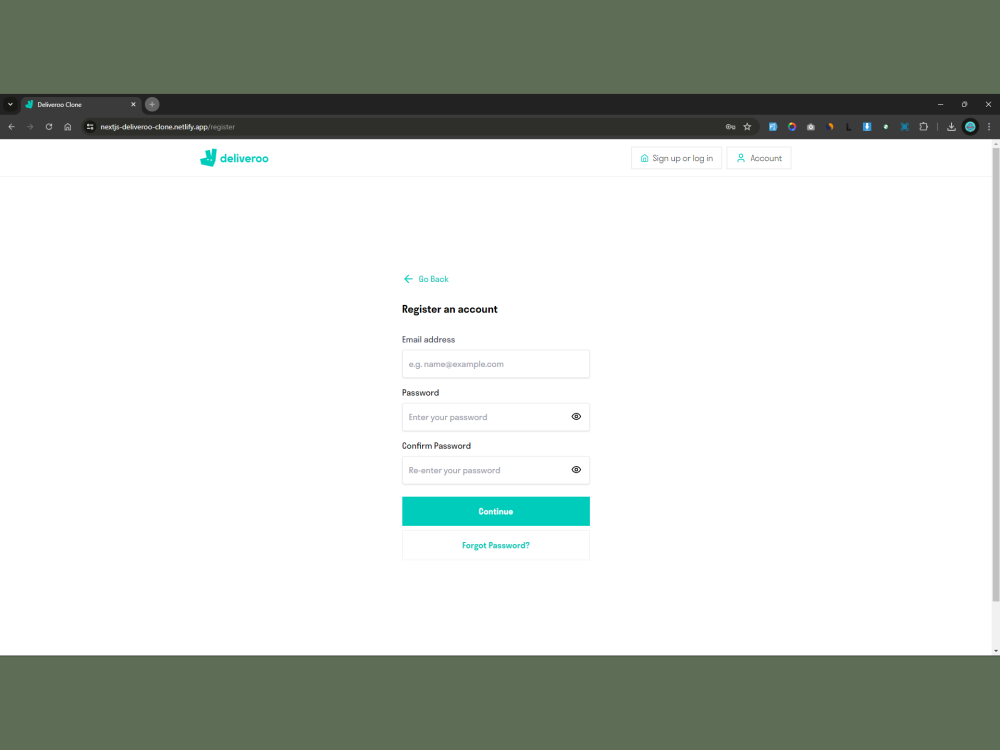 Deliveroo Clone
nextjs-deliveroo-clone.netlify.app/register
deliveroo
Sign up or log in
Account
Go Back
Register an account
Email address
e.g. name@example.com
Password
Enter your password
Confirm Password
Re-enter your password
Continue
Forgot Password?